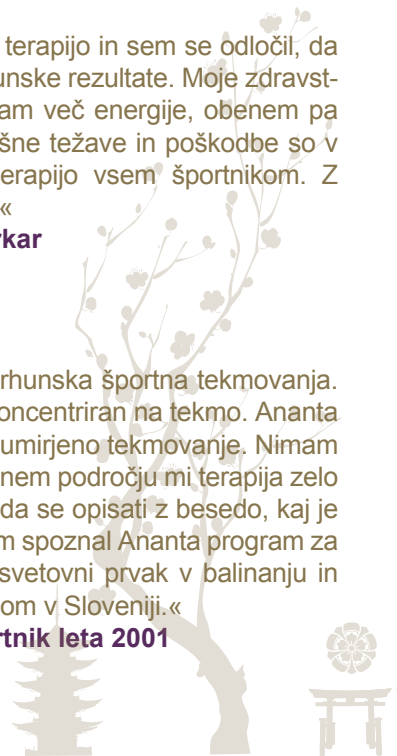 terapijo in sem se odločil, da
unske rezultate. Moje zdravst-
am več energije, obenem pa
šne težave in poškodbe so v
erapijo vsem športnikom. Z
«
kar
rhunska športna tekmovanja.
oncentriran na tekmo. Ananta
umirjeno tekmovanje. Nimam
nem področju mi terapija zelo
da se opisati z besedo, kaj je
m spoznal Ananta program za
svetovni prvak v balinanju in
om v Sloveniji.«
rtnik leta 2001